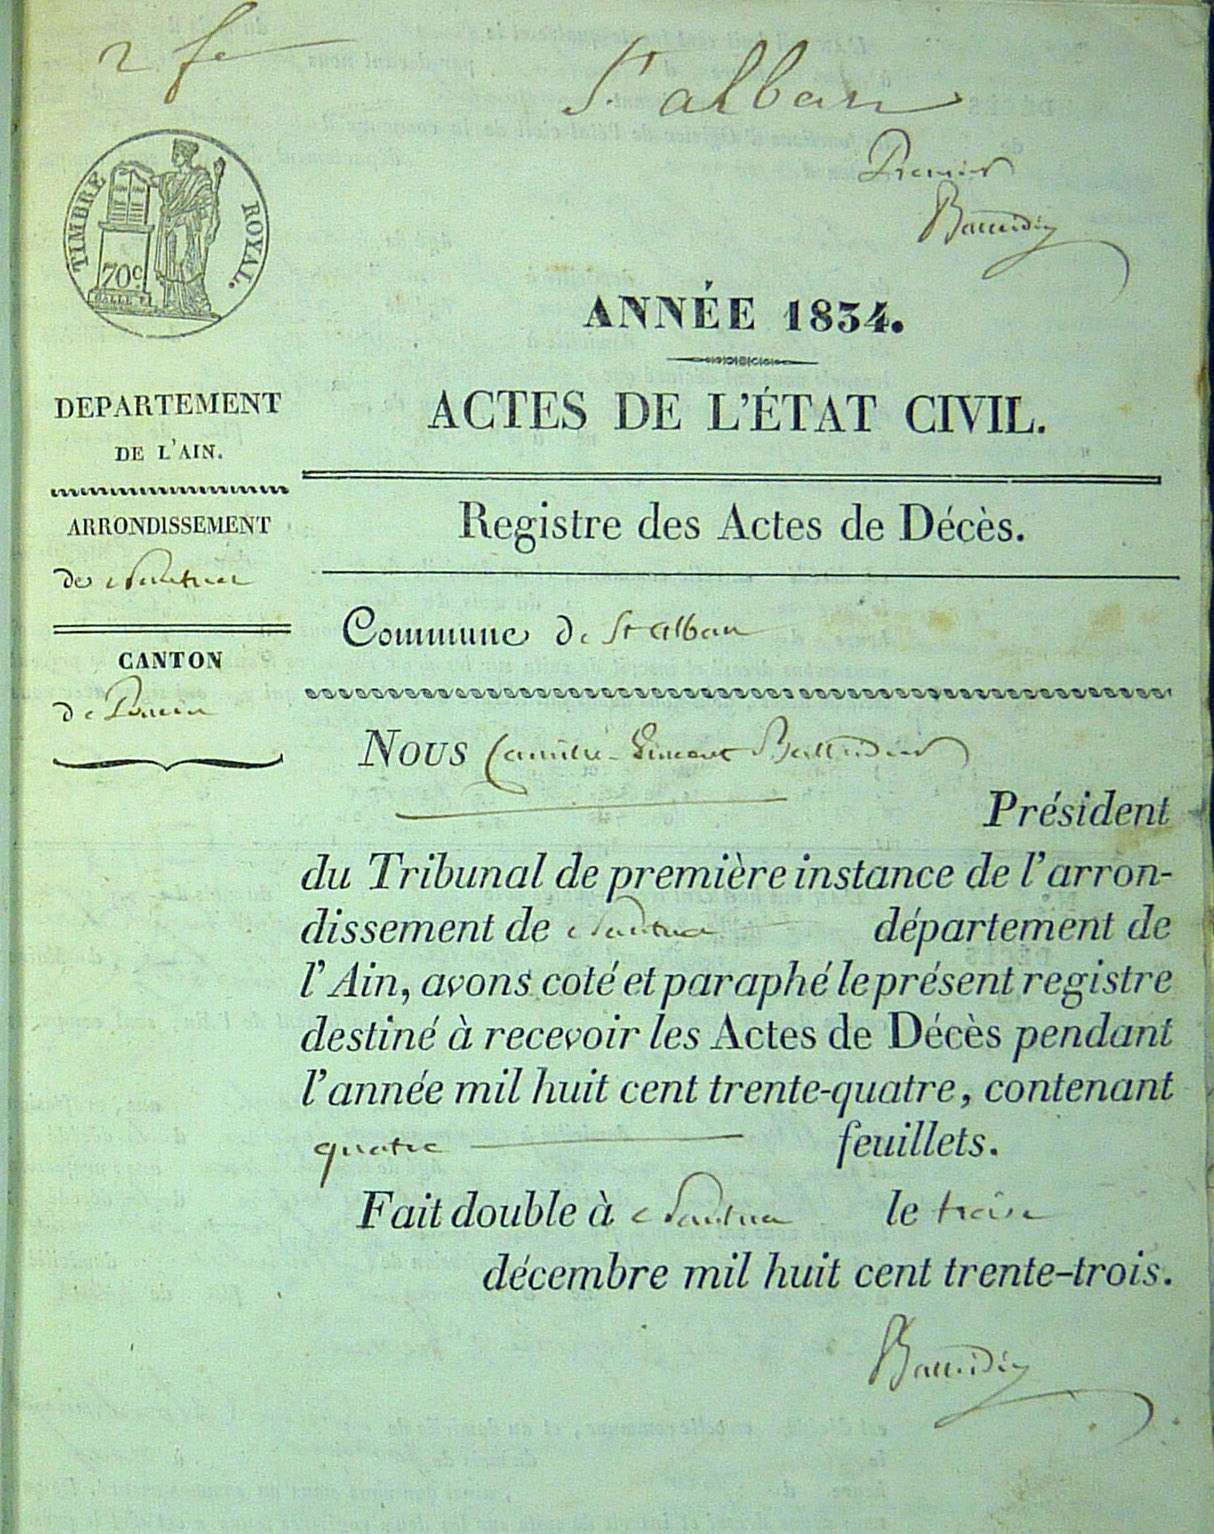 2 f
St alban
Premier
TIMBRE ROYAL.
70c
ANNÉE 1834.
DEPARTEMENT
DE L'AIN.
ACTES DE L'ÉTAT CIVIL.
ARRONDISSEMENT
de Nantua
Registre des Actes de Décès.
CANTON
de Poncin
Commune de St alban
Nous Camille-Vincent
Président
du Tribunal de première instance de l'arron-
dissement de Nantua département de
l'Ain, avons coté et paraphé le présent registre
destiné à recevoir les Actes de Décès pendant
l'année mil huit cent trente-quatre, contenant
quatre feuillets.
Fait double à Nantua le treize
décembre mil huit cent trente-trois.